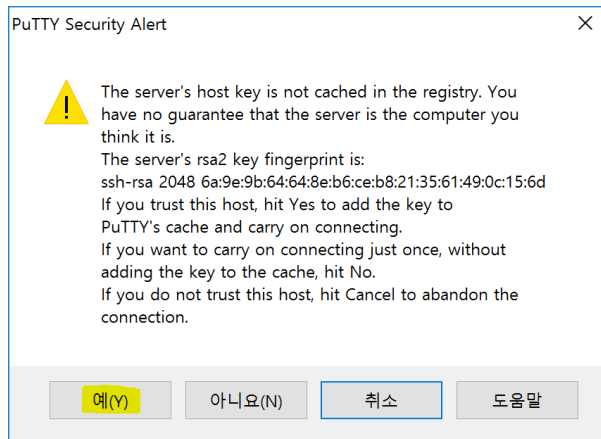 PuTTY Security Alert
The server's host key is not cached in the registry. You
have no guarantee that the server is the computer you
think it is.
The server's rsa2 key fingerprint is:
ssh-rsa 2048 6a:9e:9b:64:64:8e:b6:ce:b8:21:35:61:49:0c:15:6d
If you trust this host, hit Yes to add the key to
PuTTY's cache and carry on connecting.
If you want to carry on connecting just once, without
adding the key to the cache, hit No.
If you do not trust this host, hit Cancel to abandon the
connection.
예(Y) 아니요(N) 취소 도움말